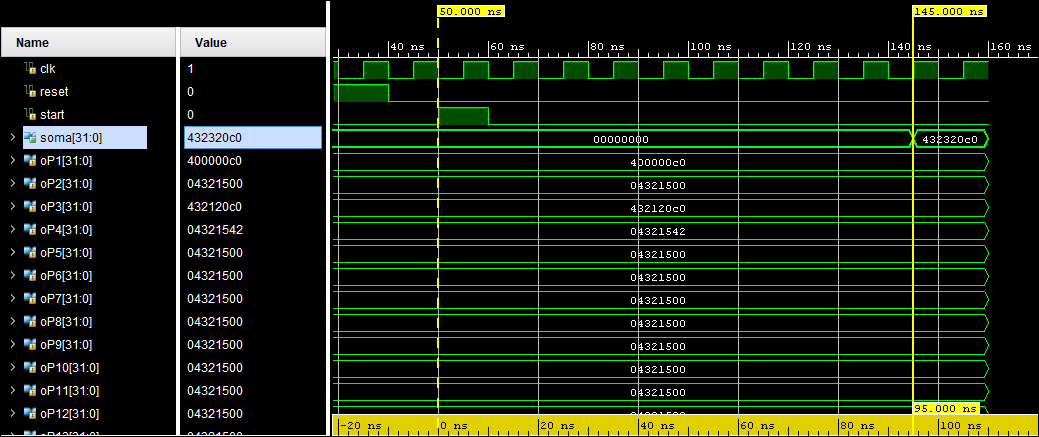 50.000 ns 145.000 ns
Name Value
40 ns 60 ns 80 ns 100 ns 120 ns 140 ns 160 ns
clk 1
reset 0
start 0
soma[31:0] 432320c0 00000000 432320c0
oP1[31:0] 400000c0 400000c0
oP2[31:0] 04321500 04321500
oP3[31:0] 432120c0 432120c0
oP4[31:0] 04321542 04321542
oP5[31:0] 04321500 04321500
oP6[31:0] 04321500 04321500
oP7[31:0] 04321500 04321500
oP8[31:0] 04321500 04321500
oP9[31:0] 04321500 04321500
oP10[31:0] 04321500 04321500
oP11[31:0] 04321500 04321500
oP12[31:0] 04321500
95.000 ns
-20 ns 0 ns 20 ns 40 ns 60 ns 80 ns 100 ns